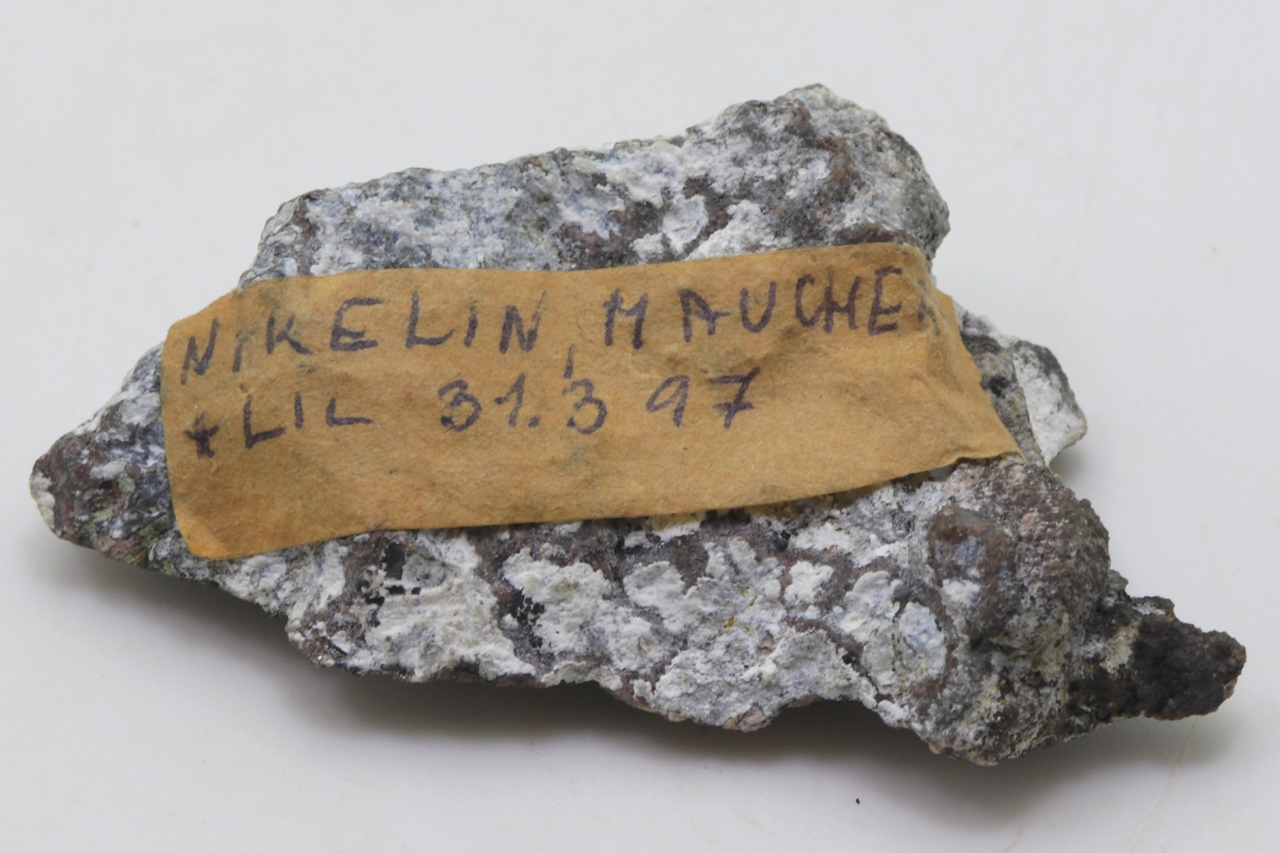 NIKELIN, MAUCHER
+LIL 31.3 97